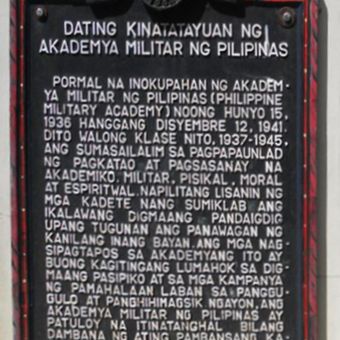 DATING KINATATAYUAN NG
AKADEMYA MILITAR NG PILIPINAS
PORMAL NA INOKUPAHAN NG AKADEM-
YA MILITAR NG PILIPINAS (PHILIPPINE
MILITARY ACADEMY) NOONG HUNYO 15,
1936 HANGGANG DISYEMBRE 12, 1941.
DITO WALONG KLASE NITO, 1937-1945,
ANG SUMASAILALIM SA PAGPAPAUNLAD
NG PAGKATAO AT PAGSASANAY NA
AKADEMIKO, MILITAR, PISIKAL, MORAL
AT ESPIRITWAL. NAPILITANG LISANIN NG
MGA KADETE NANG SUMIKLAB ANG
IKALAWANG DIGMAANG PANDAIGDIG
UPANG TUGUNAN ANG PANAWAGAN NG
KANILANG INANG BAYAN. ANG MGA NAG-
SIPAGTAPOS SA AKADEMYANG ITO AY
BUONG KAGITINGANG LUMAHOK SA DIG-
MAANG PASIPIKO AT SA MGA KAMPANYA
NG PAMAHALAAN LABAN SA PANGGU-
GULO AT PANGHIHIMAGSIK NGAYON, ANG
AKADEMYA MILITAR NG PILIPINAS AY
PATULOY NA ITINATANGHAL BILANG
DAMBANA NG ATING PAMBANSANG KA-